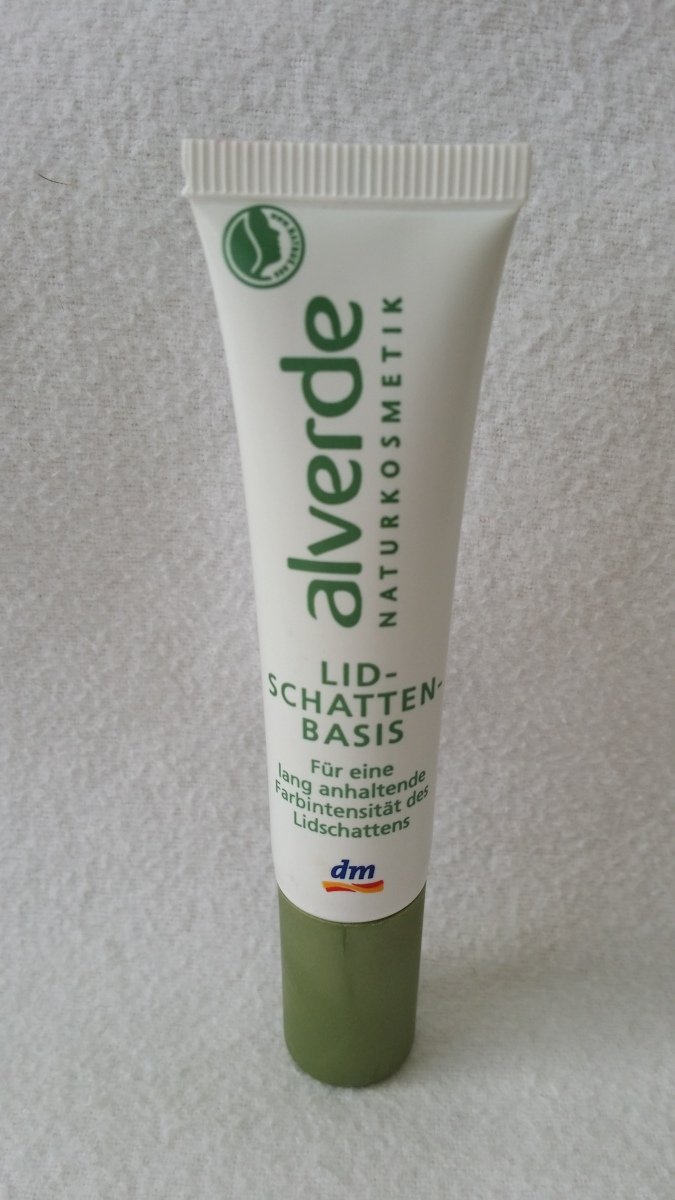 alverde
NATURKOSMETIK
LID-
SCHATTEN-
BASIS
Für eine
lang anhaltende
Farbintensität des
Lidschattens
dm